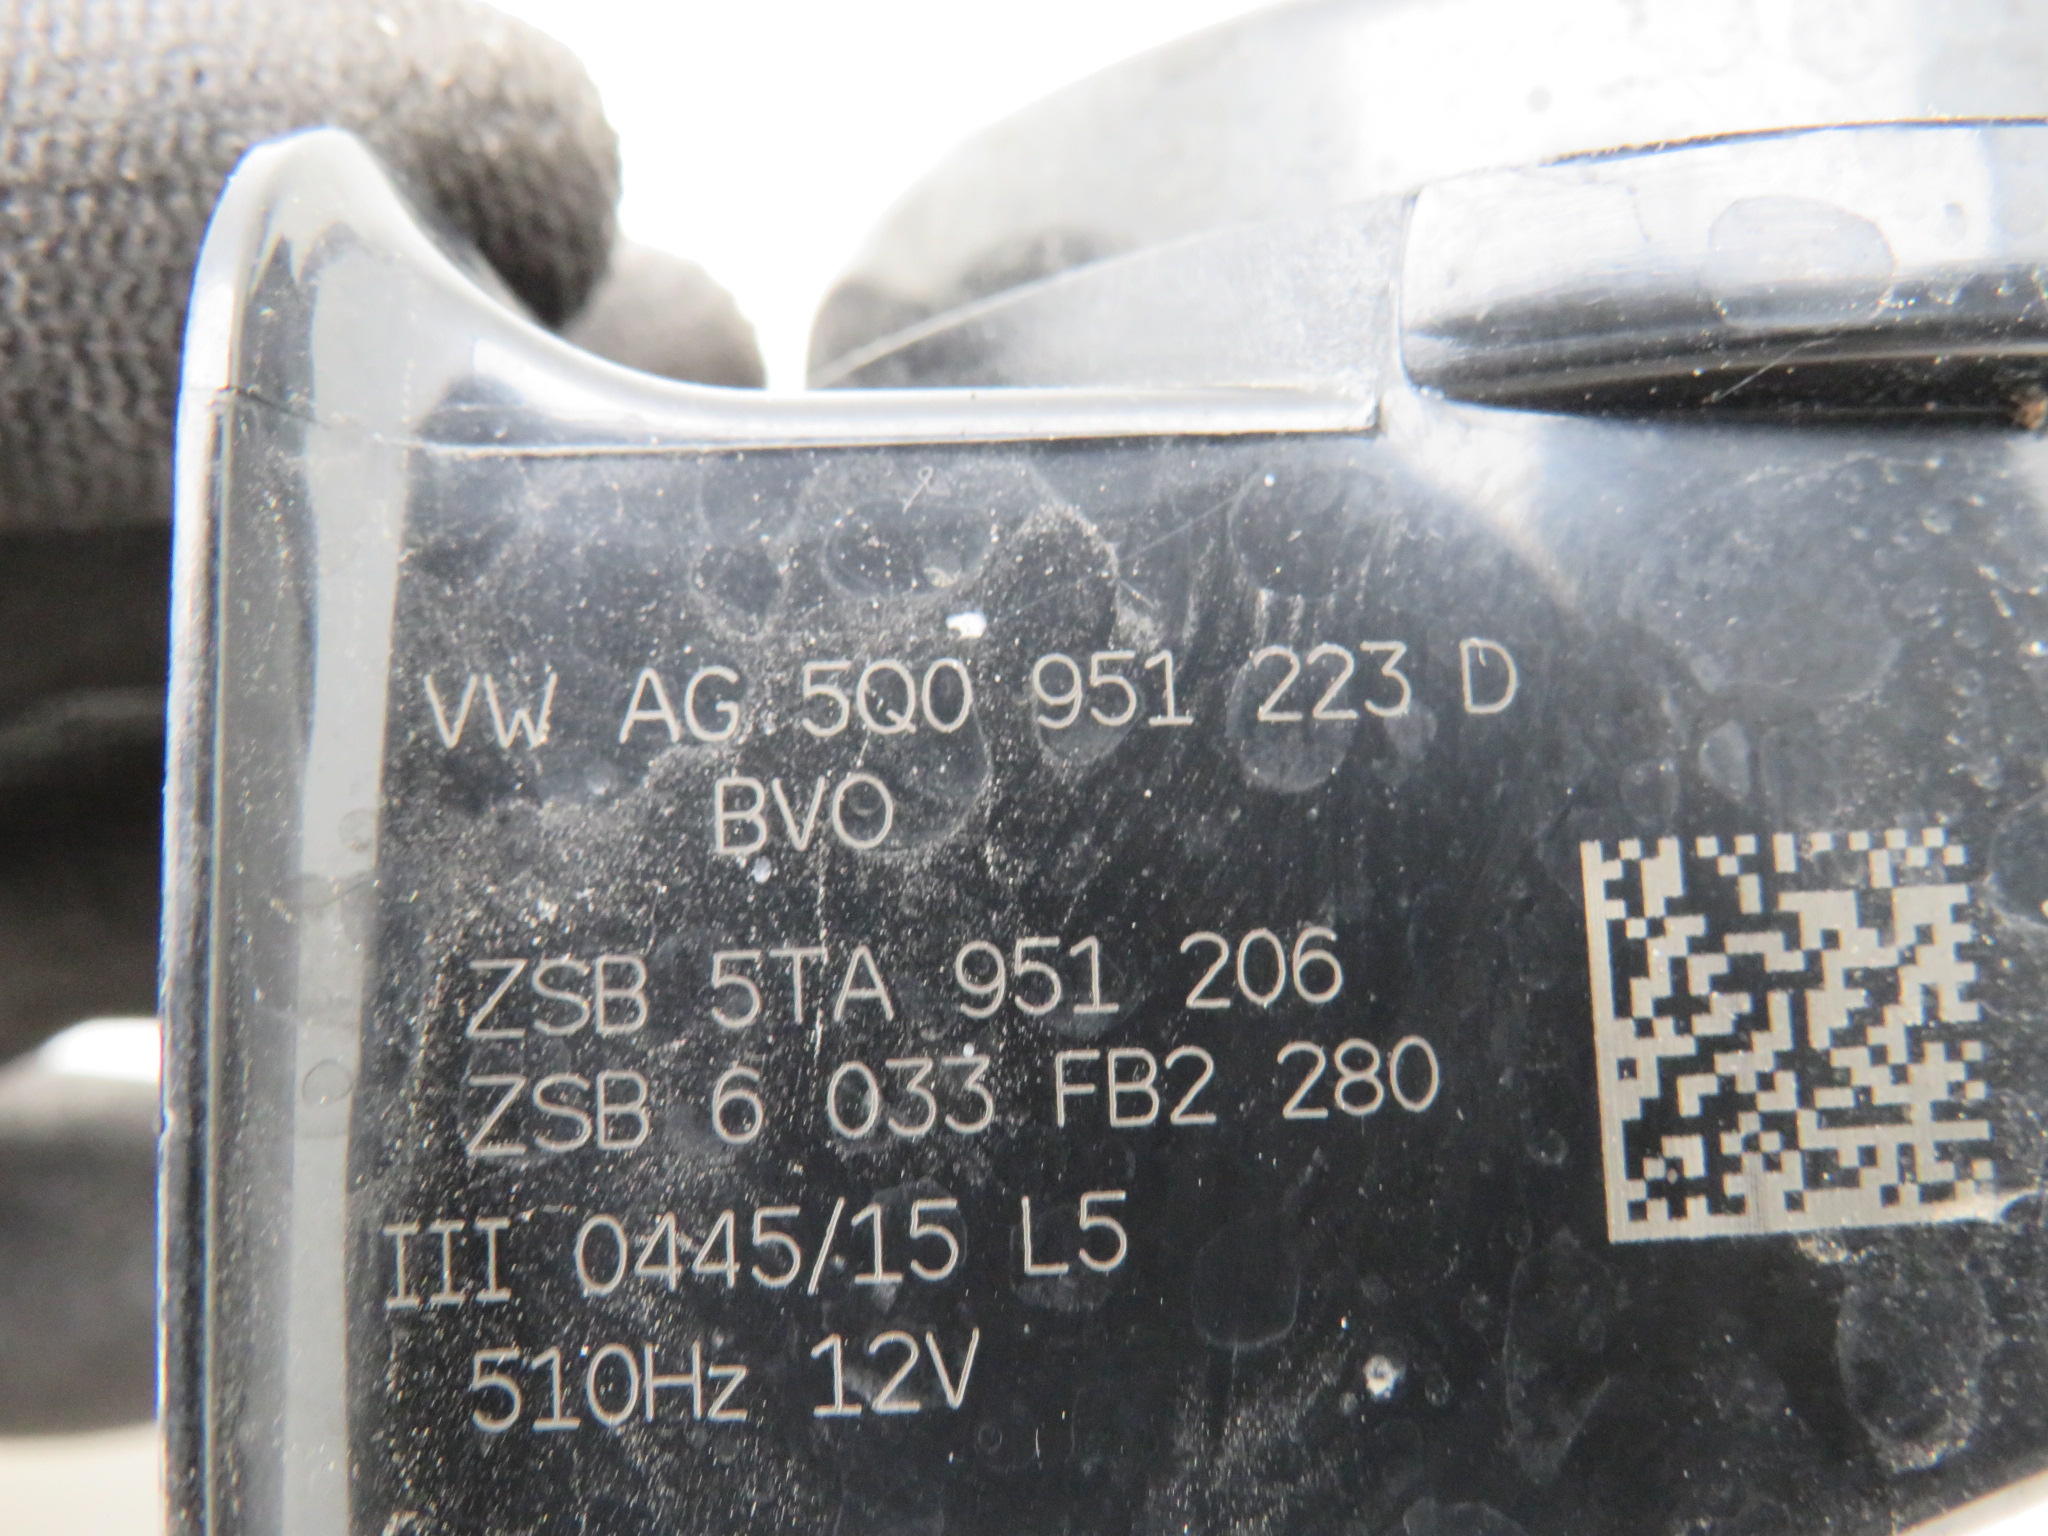 VW AG 5Q0 951 223 D
BVO
ZSB 5TA 951 206
ZSB 6 033 FB2 280
III 0445/15 L5
510Hz 12V